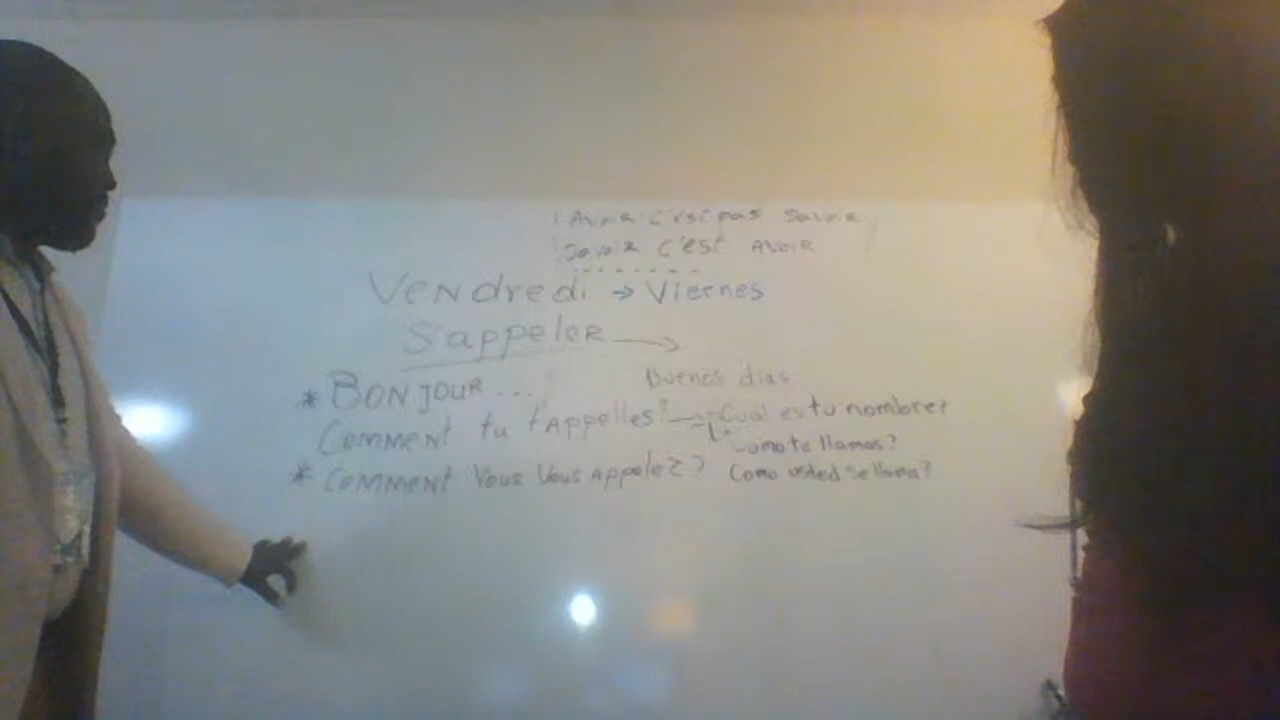 Avoir c'est pas Savoir
Savoir c'est AVOIR
Vendredi → Viernes
S'appeler →
* BONJOUR... Buenos dias
COMMENT tu t'Appelles? → ¿Cuál es tu nombre?
Como te llamas?
* COMMENT Vous Vous Appelez? Como usted se llama?